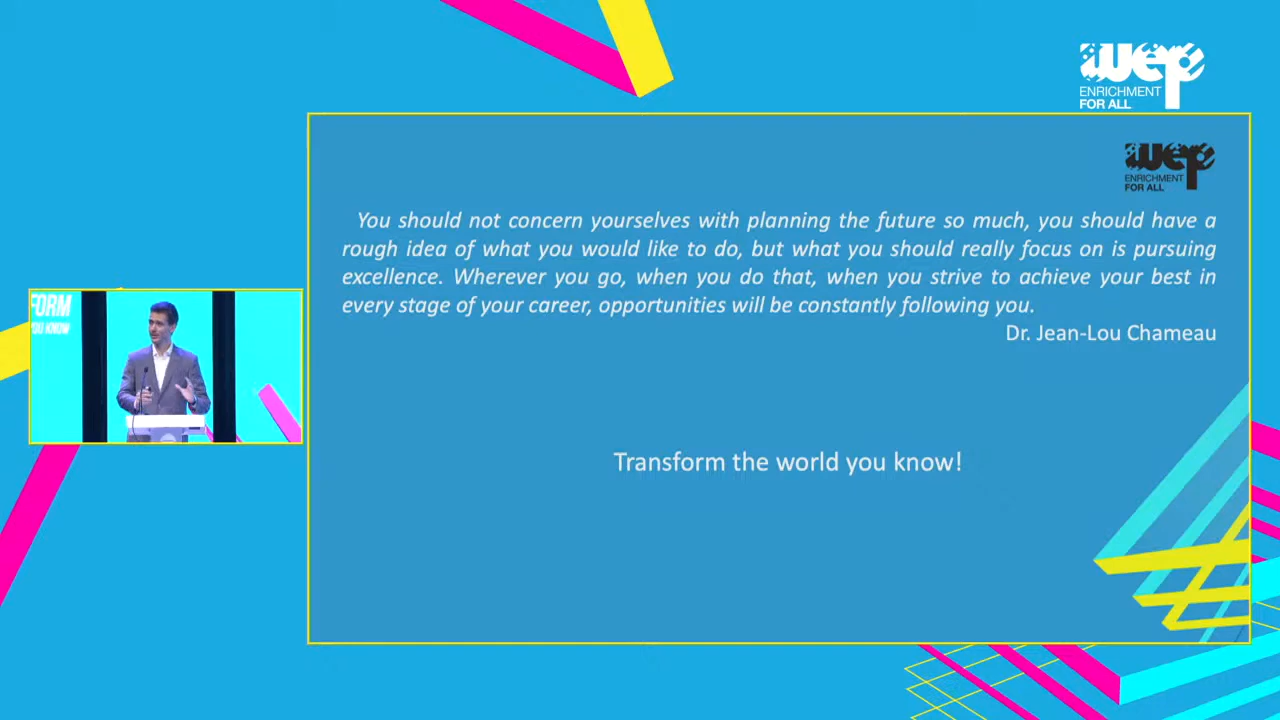 wep
ENRICHMENT
FOR ALL
wep
ENRICHMENT
FOR ALL
You should not concern yourselves with planning the future so much, you should have a
rough idea of what you would like to do, but what you should really focus on is pursuing
excellence. Wherever you go, when you do that, when you strive to achieve your best in
every stage of your career, opportunities will be constantly following you.
Dr. Jean-Lou Chameau
FORM
YOU KNOW
Transform the world you know!